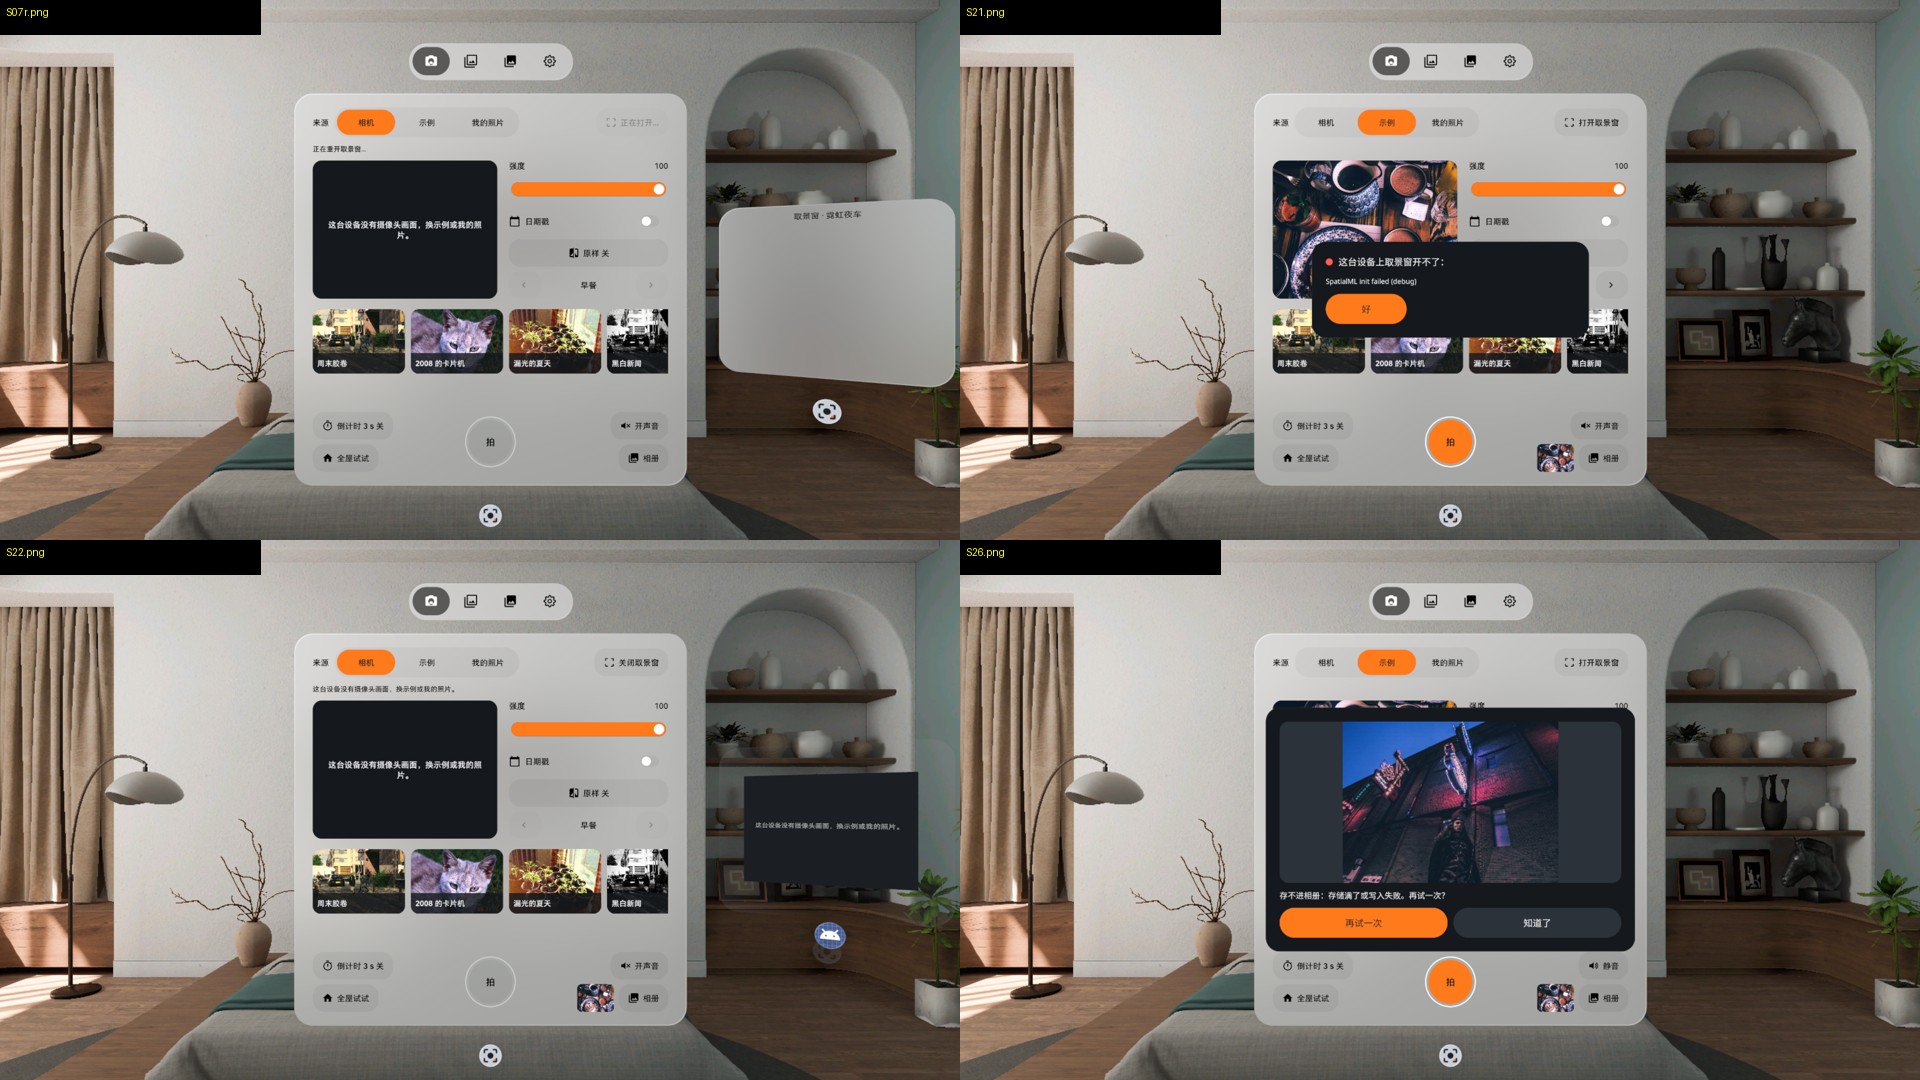 S07r.png
来源
相机
示例
我的照片
正在打开...
正在重开取景窗...
这台设备没有摄像头画面，换示例或我的照片。
强度
100
日期戳
原样 关
早餐
周末胶卷
2008 的卡片机
漏光的夏天
黑白新闻
倒计时 3 s 关
全屋试试
拍
开声音
相册
取景窗 · 霓虹夜车
S21.png
来源
相机
示例
我的照片
打开取景窗
强度
100
日期戳
这台设备上取景窗开不了：
SpatialML init failed (debug)
好
周末胶卷
2008 的卡片机
漏光的夏天
黑白新闻
倒计时 3 s 关
全屋试试
拍
开声音
相册
S22.png
来源
相机
示例
我的照片
关闭取景窗
这台设备没有摄像头画面，换示例或我的照片。
这台设备没有摄像头画面，换示例或我的照片。
强度
100
日期戳
原样 关
早餐
周末胶卷
2008 的卡片机
漏光的夏天
黑白新闻
倒计时 3 s 关
全屋试试
拍
开声音
相册
这台设备没有摄像头画面，换示例或我的照片。
S26.png
来源
相机
示例
我的照片
打开取景窗
强度
100
存不进相册：存储满了或写入失败。再试一次？
再试一次
知道了
倒计时 3 s 关
全屋试试
拍
静音
相册